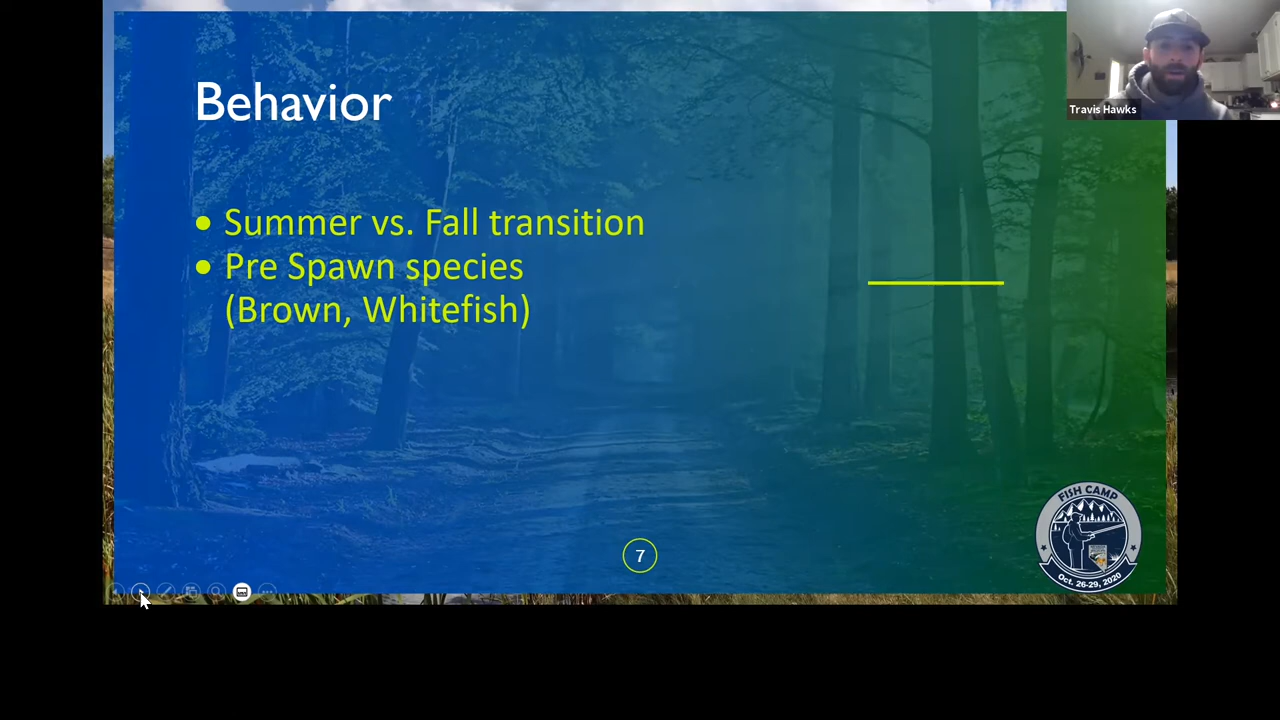 Behavior
Travis Hawks
• Summer vs. Fall transition
• Pre Spawn species
(Brown, Whitefish)
7
FISH CAMP
Oct. 26-29, 2020